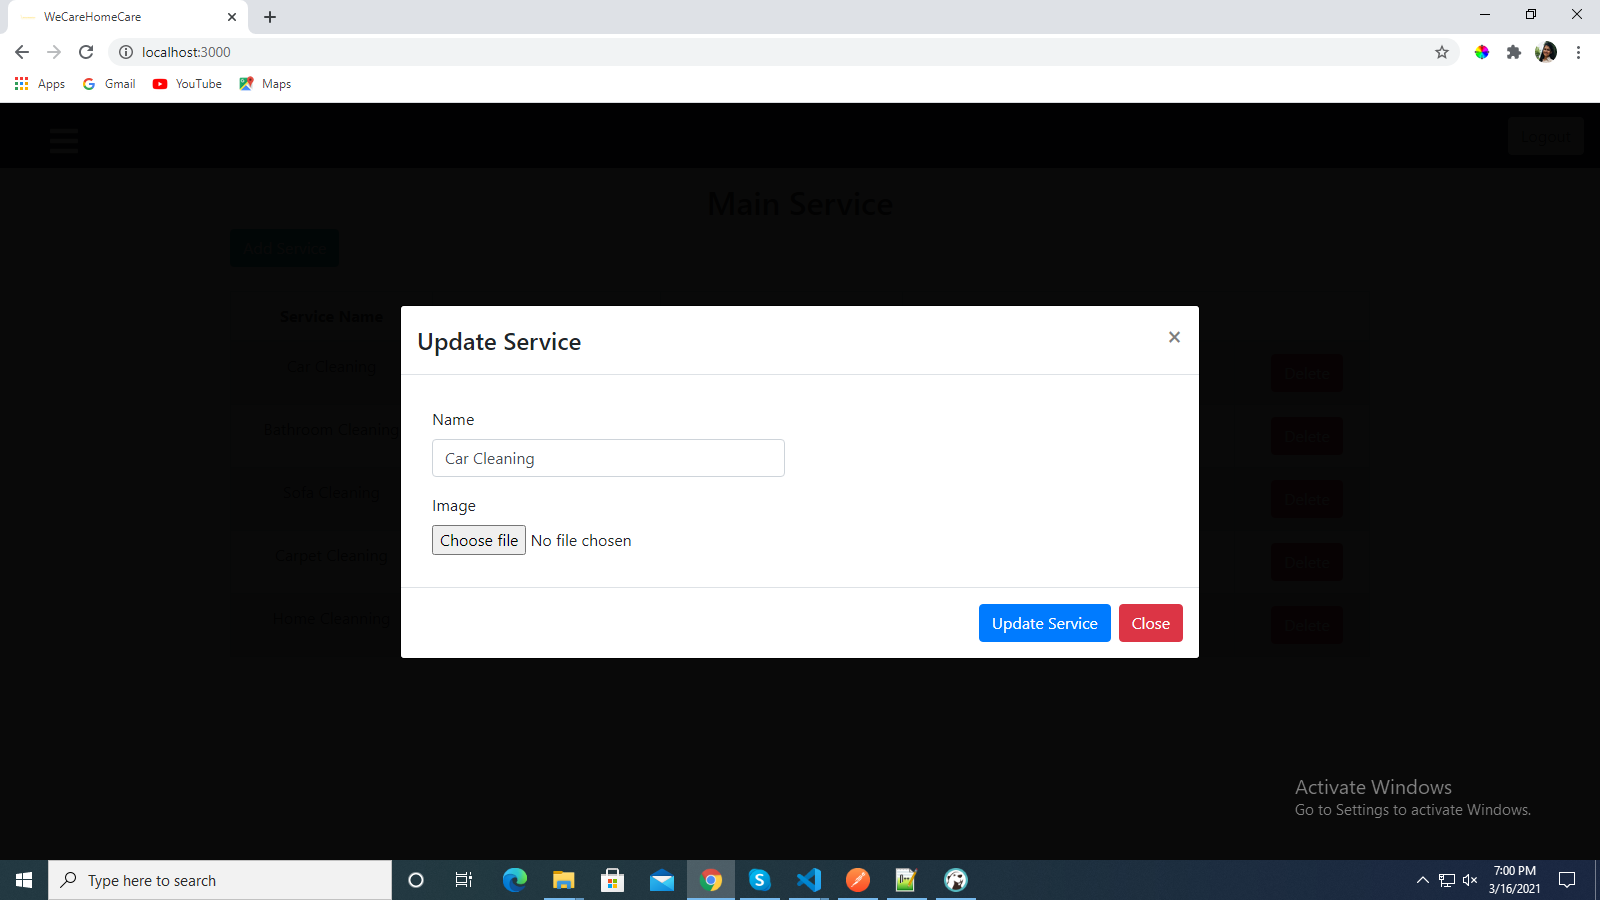 WeCareHomeCare
localhost:3000
Apps Gmail YouTube Maps
Logout
Main Service
Add Service
Service Name
Car Cleaning Delete
Bathroom Cleaning Delete
Sofa Cleaning Delete
Carpet Cleaning Delete
Home Cleanning Delete
Update Service ×
Name
Car Cleaning
Image
Choose file No file chosen
Update Service Close
Activate Windows
Go to Settings to activate Windows.
Type here to search
7:00 PM
3/16/2021